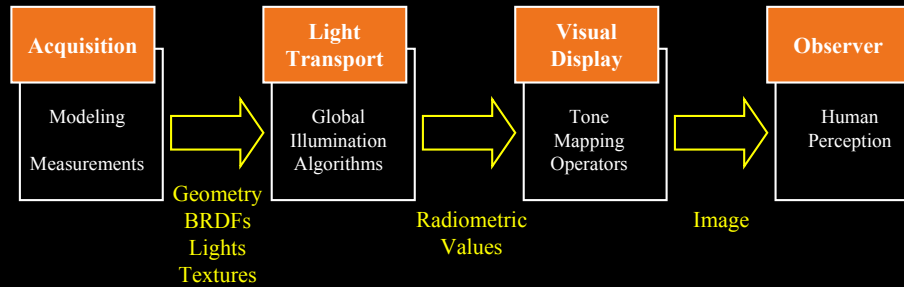 Acquisition
Modeling
Measurements
Geometry
BRDFs
Lights
Textures
Light
Transport
Global
Illumination
Algorithms
Radiometric
Values
Visual
Display
Tone
Mapping
Operators
Image
Observer
Human
Perception